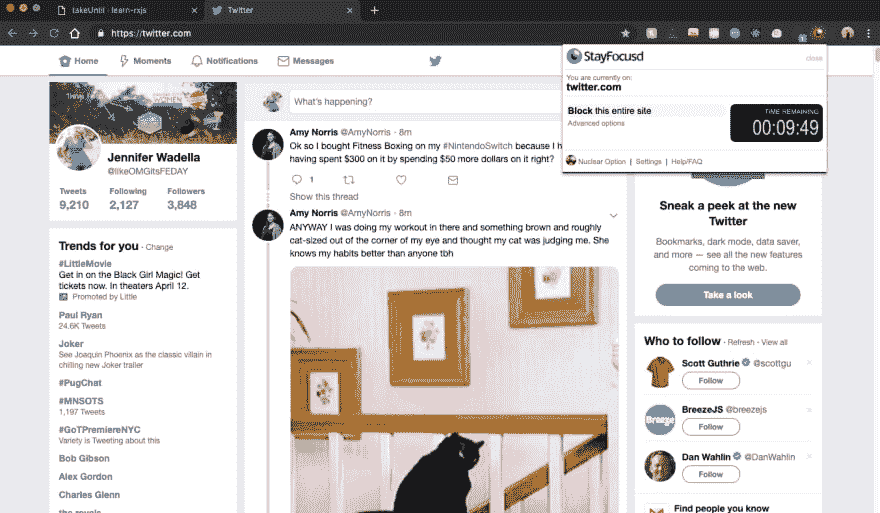 takeUntil · learn-rxjs
Twitter
https://twitter.com
Home
Moments
Notifications
Messages
StayFocusd
close
You are currently on:
twitter.com
Block this entire site
Advanced options
TIME REMAINING
00:09:49
Nuclear Option | Settings | Help/FAQ
WOMEN
Jennifer Wadella
@likeOMGitsFEDAY
Tweets Following Followers
9,210 2,127 3,848
Trends for you · Change
#LittleMovie
Get in on the Black Girl Magic! Get
tickets now. In theaters April 12.
Promoted by Little
Paul Ryan
24.6K Tweets
Joker
See Joaquin Phoenix as the classic villain in
chilling new Joker trailer
#PugChat
#MNSOTS
1,197 Tweets
#GoTPremiereNYC
Variety is Tweeting about this
Bob Gibson
Alex Gordon
Charles Glenn
the royals
What's happening?
Amy Norris @AmyNorris · 8m
Ok so I bought Fitness Boxing on my #NintendoSwitch because I h
having spent $300 on it by spending $50 more dollars on it right?
1
Show this thread
Amy Norris @AmyNorris · 8m
ANYWAY I was doing my workout in there and something brown and roughly
cat-sized out of the corner of my eye and thought my cat was judging me. She
knows my habits better than anyone tbh
Sneak a peek at the new
Twitter
Bookmarks, dark mode, data saver,
and more — see all the new features
coming to the web.
Take a look
Who to follow · Refresh · View all
Scott Guthrie @scottgu
Follow
Breeze
BreezeJS @breezejs
Follow
Dan Wahlin @DanWahlin
Follow
Find people you know